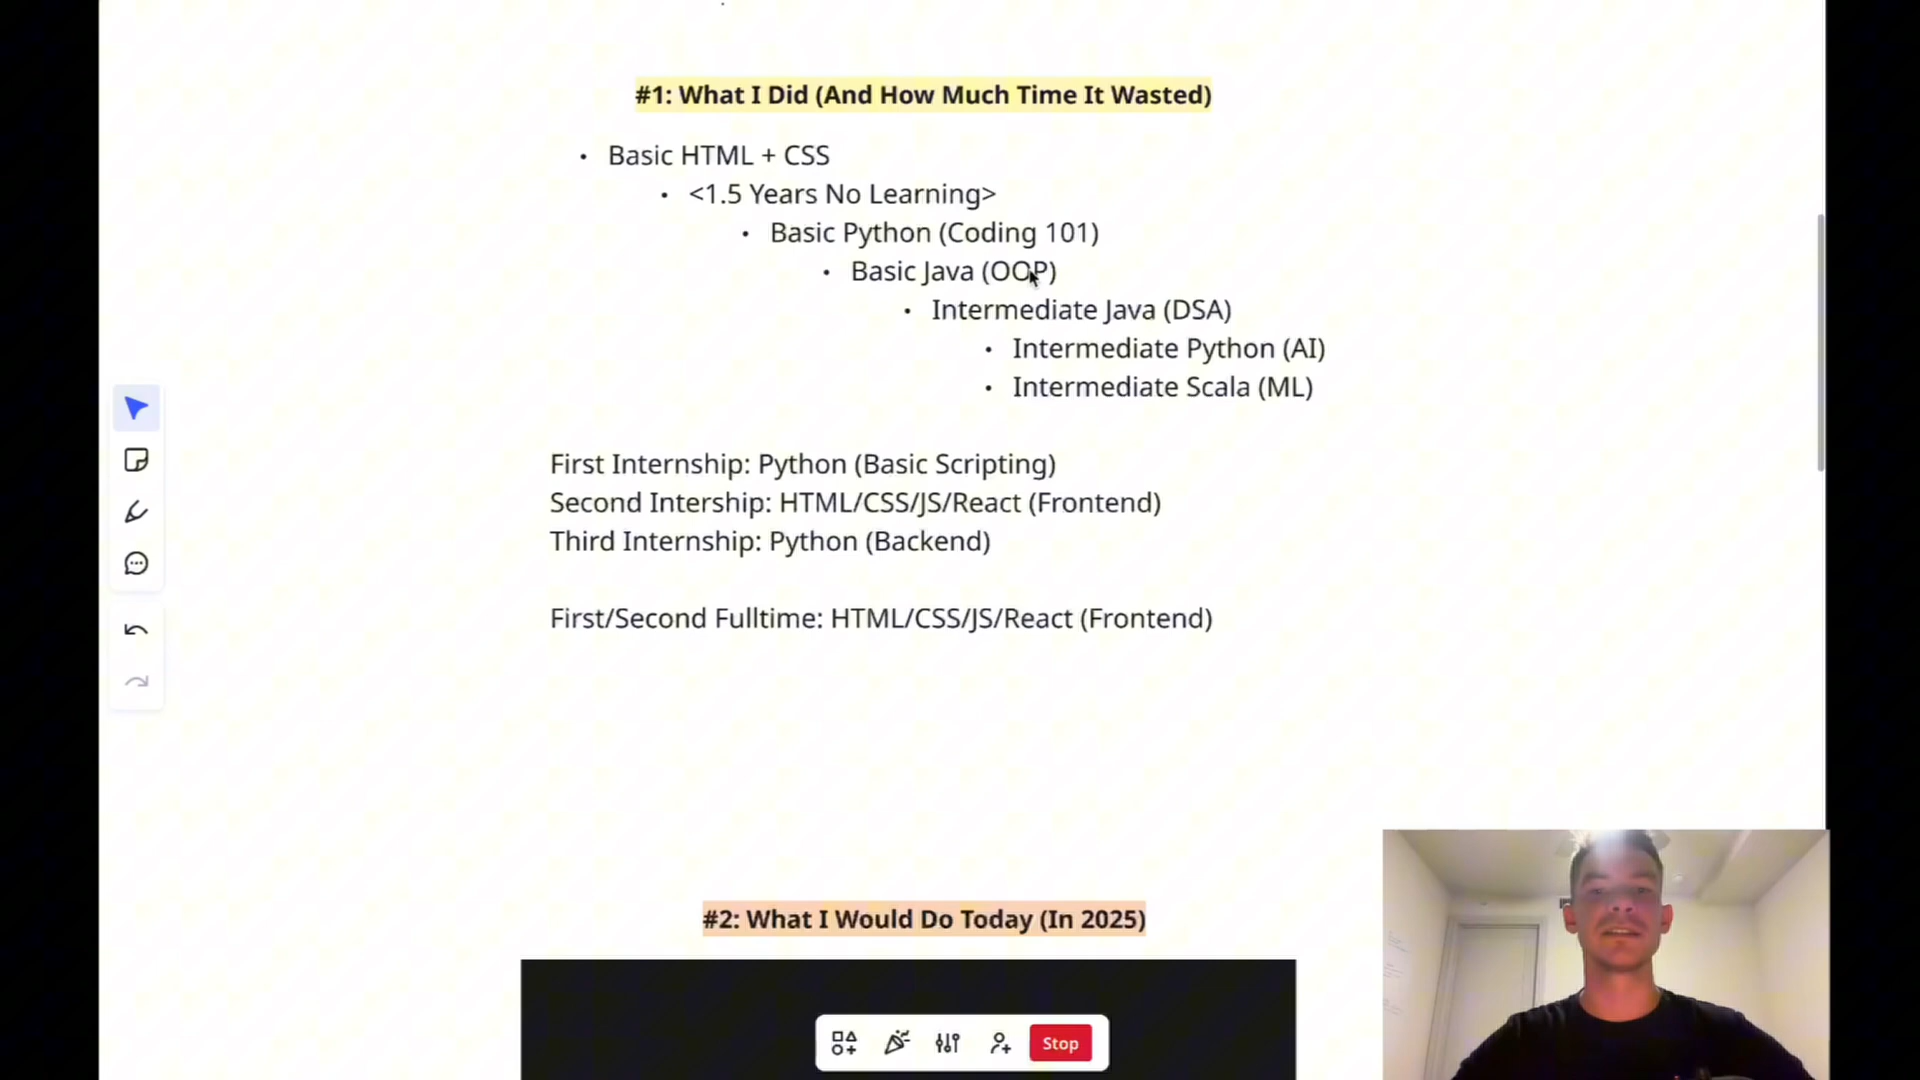 #1: What I Did (And How Much Time It Wasted)
• Basic HTML + CSS
• <1.5 Years No Learning>
• Basic Python (Coding 101)
• Basic Java (OOP)
• Intermediate Java (DSA)
• Intermediate Python (AI)
• Intermediate Scala (ML)
First Internship: Python (Basic Scripting)
Second Intership: HTML/CSS/JS/React (Frontend)
Third Internship: Python (Backend)
First/Second Fulltime: HTML/CSS/JS/React (Frontend)
#2: What I Would Do Today (In 2025)
Stop